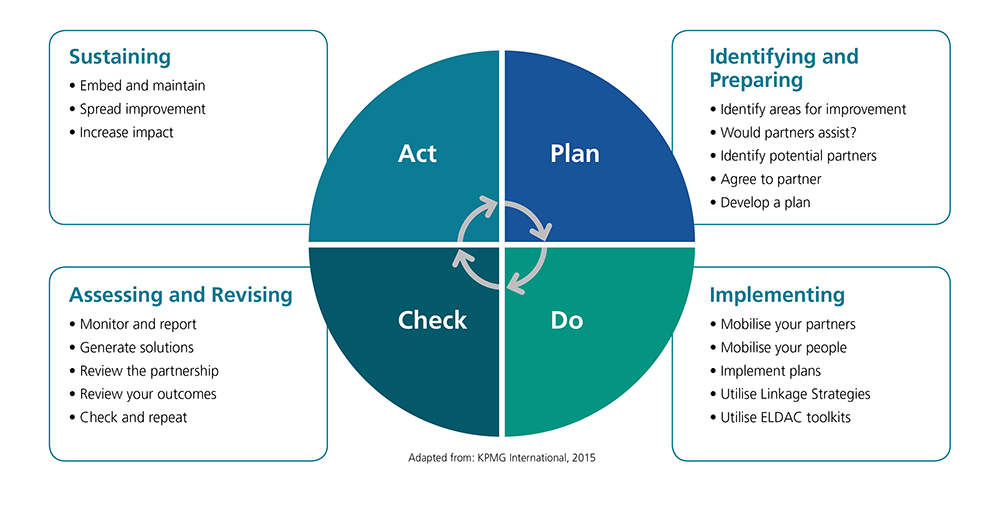 Sustaining
• Embed and maintain
• Spread improvement
• Increase impact
Act
Plan
Identifying and
Preparing
• Identify areas for improvement
• Would partners assist?
• Identify potential partners
• Agree to partner
• Develop a plan
Assessing and Revising
• Monitor and report
• Generate solutions
• Review the partnership
• Review your outcomes
• Check and repeat
Check
Do
Implementing
• Mobilise your partners
• Mobilise your people
• Implement plans
• Utilise Linkage Strategies
• Utilise ELDAC toolkits
Adapted from: KPMG International, 2015